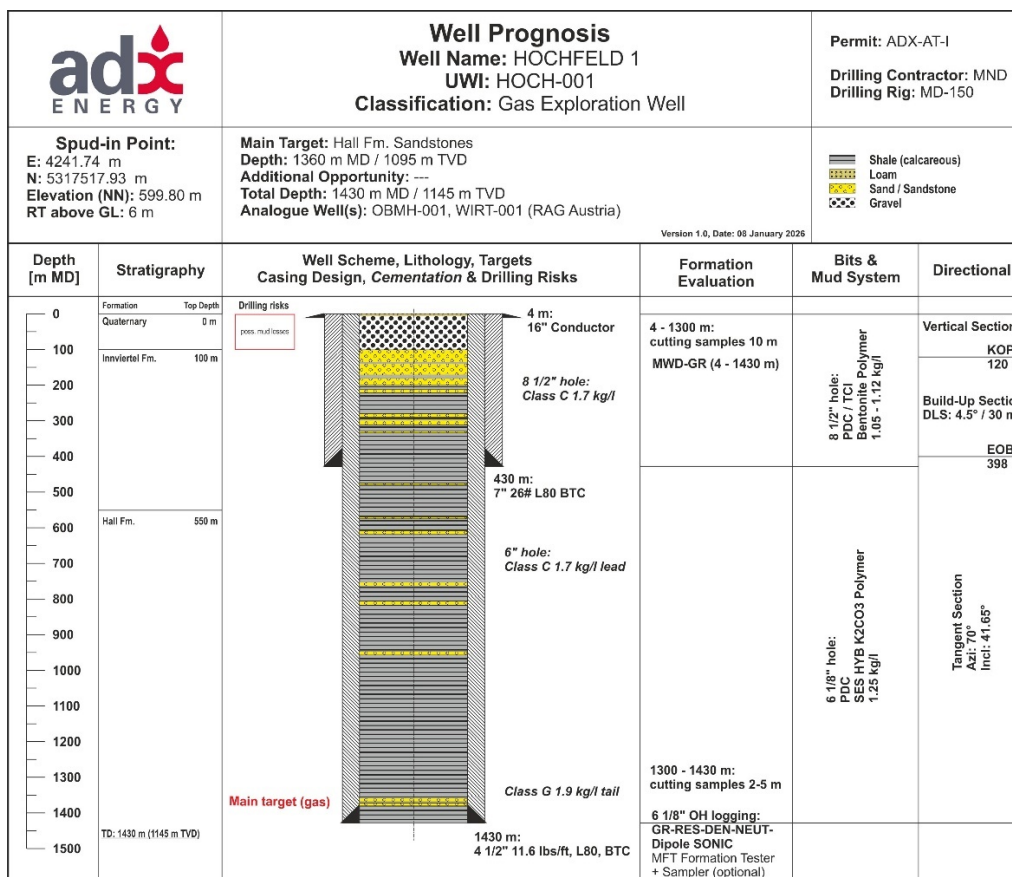 adx
ENERGY
Well Prognosis
Well Name: HOCHFELD 1
UWI: HOCH-001
Classification: Gas Exploration Well
Permit: ADX-AT-I
Drilling Contractor: MND
Drilling Rig: MD-150
Spud-in Point:
E: 4241.74 m
N: 5317517.93 m
Elevation (NN): 599.80 m
RT above GL: 6 m
Main Target: Hall Fm. Sandstones
Depth: 1360 m MD / 1095 m TVD
Additional Opportunity: ---
Total Depth: 1430 m MD / 1145 m TVD
Analogue Well(s): OBMH-001, WIRT-001 (RAG Austria)
Version 1.0, Date: 08 January 2026
Shale (calcareous)
Loam
Sand / Sandstone
Gravel
Depth
[m MD]
Stratigraphy
Well Scheme, Lithology, Targets
Casing Design, Cementation & Drilling Risks
Formation
Evaluation
Bits &
Mud System
Directional
0
100
200
300
400
500
600
700
800
900
1000
1100
1200
1300
1400
1500
Formation Top Depth
Quaternary 0 m
Innviertel Fm. 100 m
Hall Fm. 550 m
TD: 1430 m (1145 m TVD)
Drilling risks
poss. mud losses
4 m:
16" Conductor
8 1/2" hole:
Class C 1.7 kg/l
430 m:
7" 26# L80 BTC
6" hole:
Class C 1.7 kg/l lead
Class G 1.9 kg/l tail
Main target (gas)
1430 m:
4 1/2" 11.6 lbs/ft, L80, BTC
4 - 1300 m:
cutting samples 10 m
MWD-GR (4 - 1430 m)
1300 - 1430 m:
cutting samples 2-5 m
6 1/8" OH logging:
GR-RES-DEN-NEUT-
Dipole SONIC
MFT Formation Tester
+ Sampler (optional)
8 1/2" hole:
PDC / TCI
Bentonite Polymer
1.05 - 1.12 kg/l
6 1/8" hole:
PDC
SES HYB K2CO3 Polymer
1.25 kg/l
Vertical Section
KOP
120
Build-Up Sectio
DLS: 4.5° / 30 m
EOB
398
Tangent Section
Azi: 70°
Incl: 41.65°